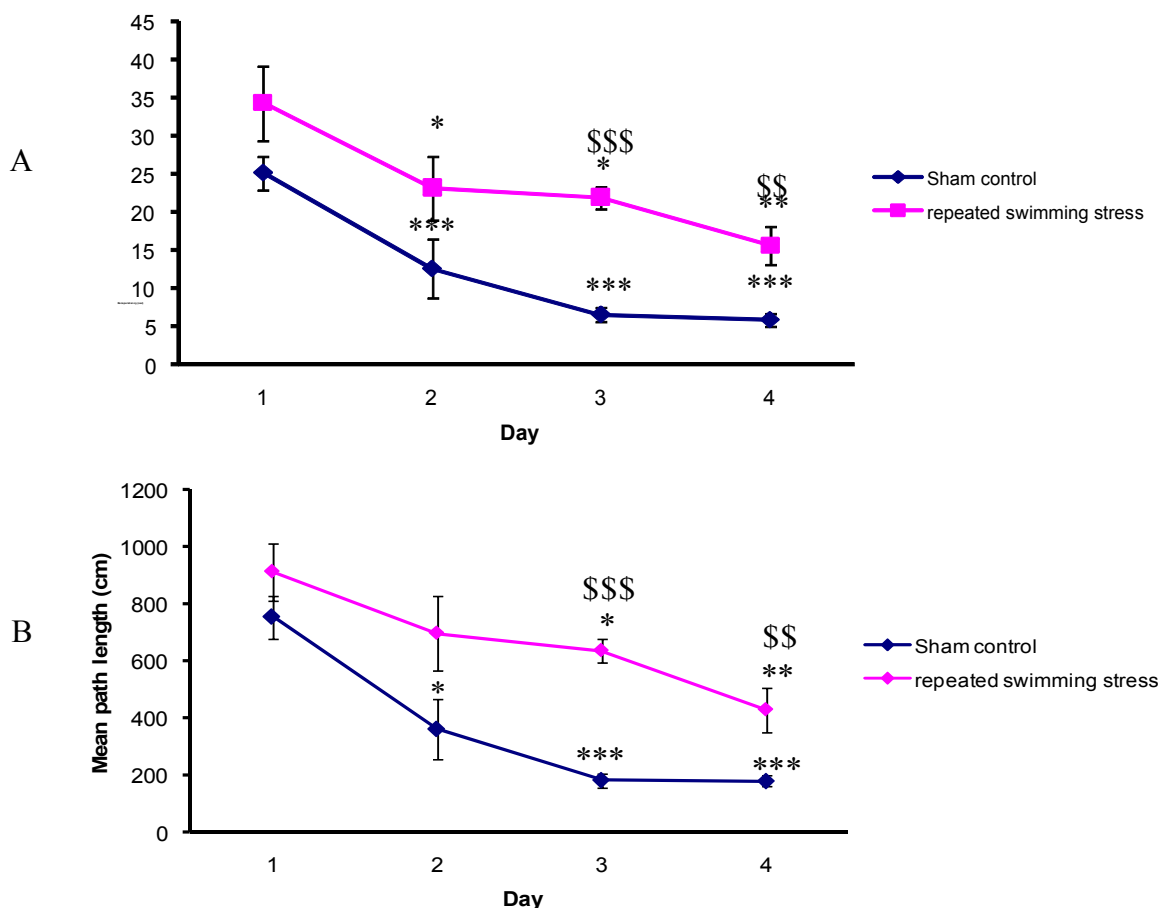 A
45
40
35
30
25
20
15
10
5
0
*
***
$$$
*
***
$$
**
***
1 2 3 4
Day
Sham control
repeated swimming stress
B
Mean path length (cm)
1200
1000
800
600
400
200
0
*
$$$
*
***
$$
**
***
1 2 3 4
Day
Sham control
repeated swimming stress